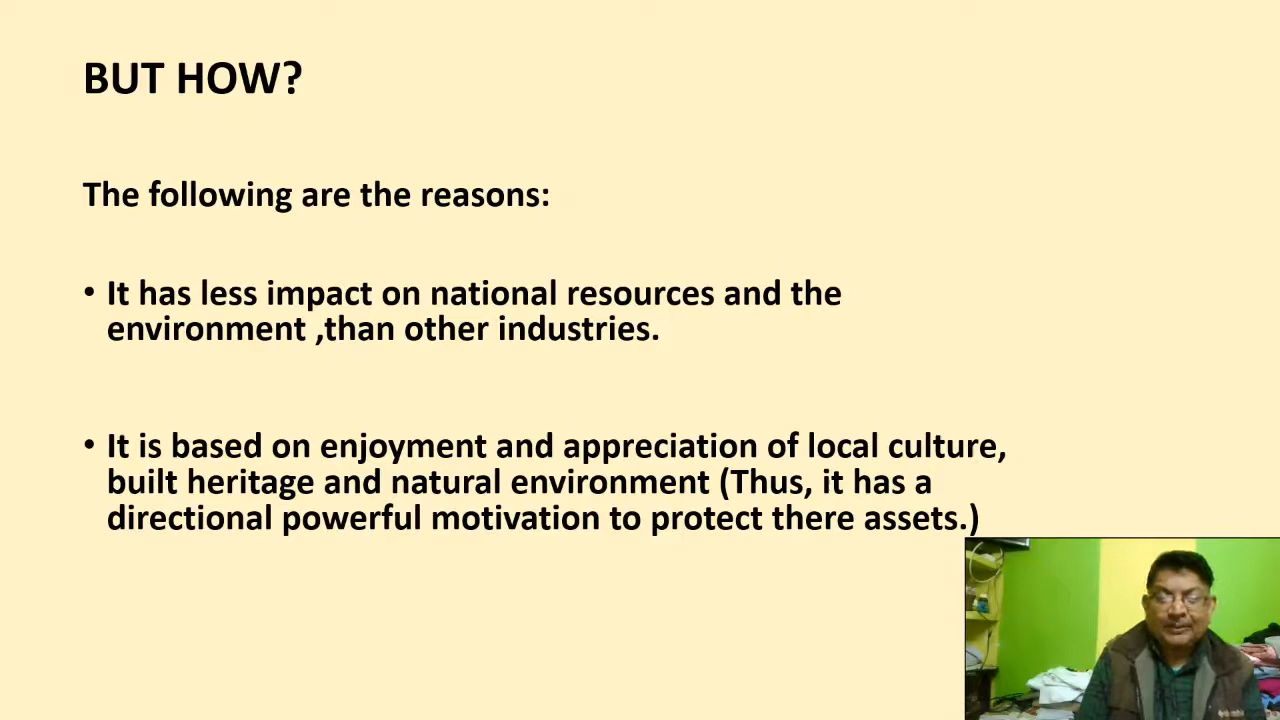 BUT HOW?
The following are the reasons:
• It has less impact on national resources and the
environment ,than other industries.
• It is based on enjoyment and appreciation of local culture,
built heritage and natural environment (Thus, it has a
directional powerful motivation to protect there assets.)